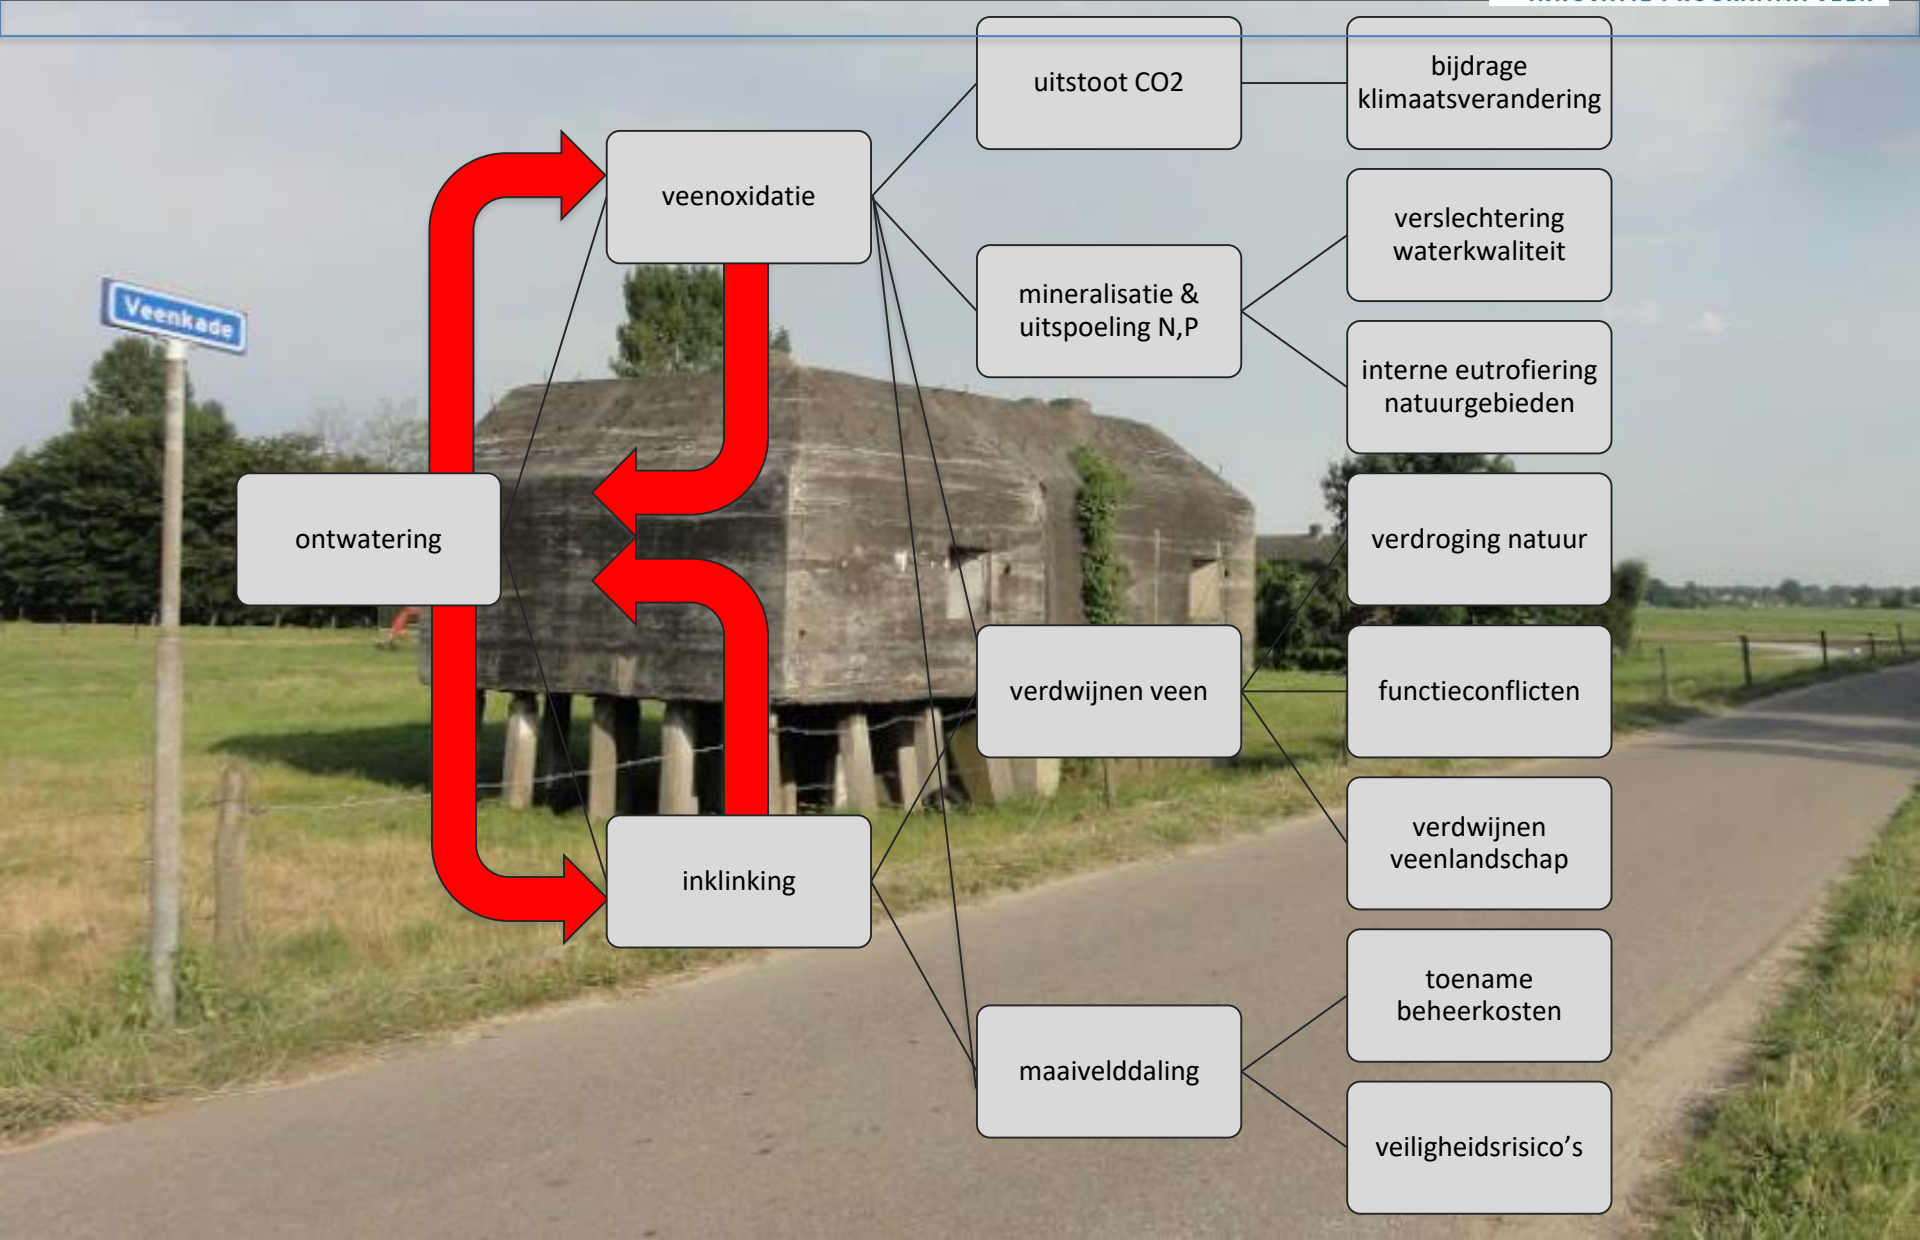 uitstoot CO2
bijdrage
klimaatsverandering
veenoxidatie
verslechtering
waterkwaliteit
mineralisatie &
uitspoeling N,P
Veenkade
interne eutrofiering
natuurgebieden
ontwatering
verdroging natuur
verdwijnen veen
functieconflicten
verdwijnen
veenlandschap
inklinking
toename
beheerkosten
maaivelddaling
veiligheidsrisico’s